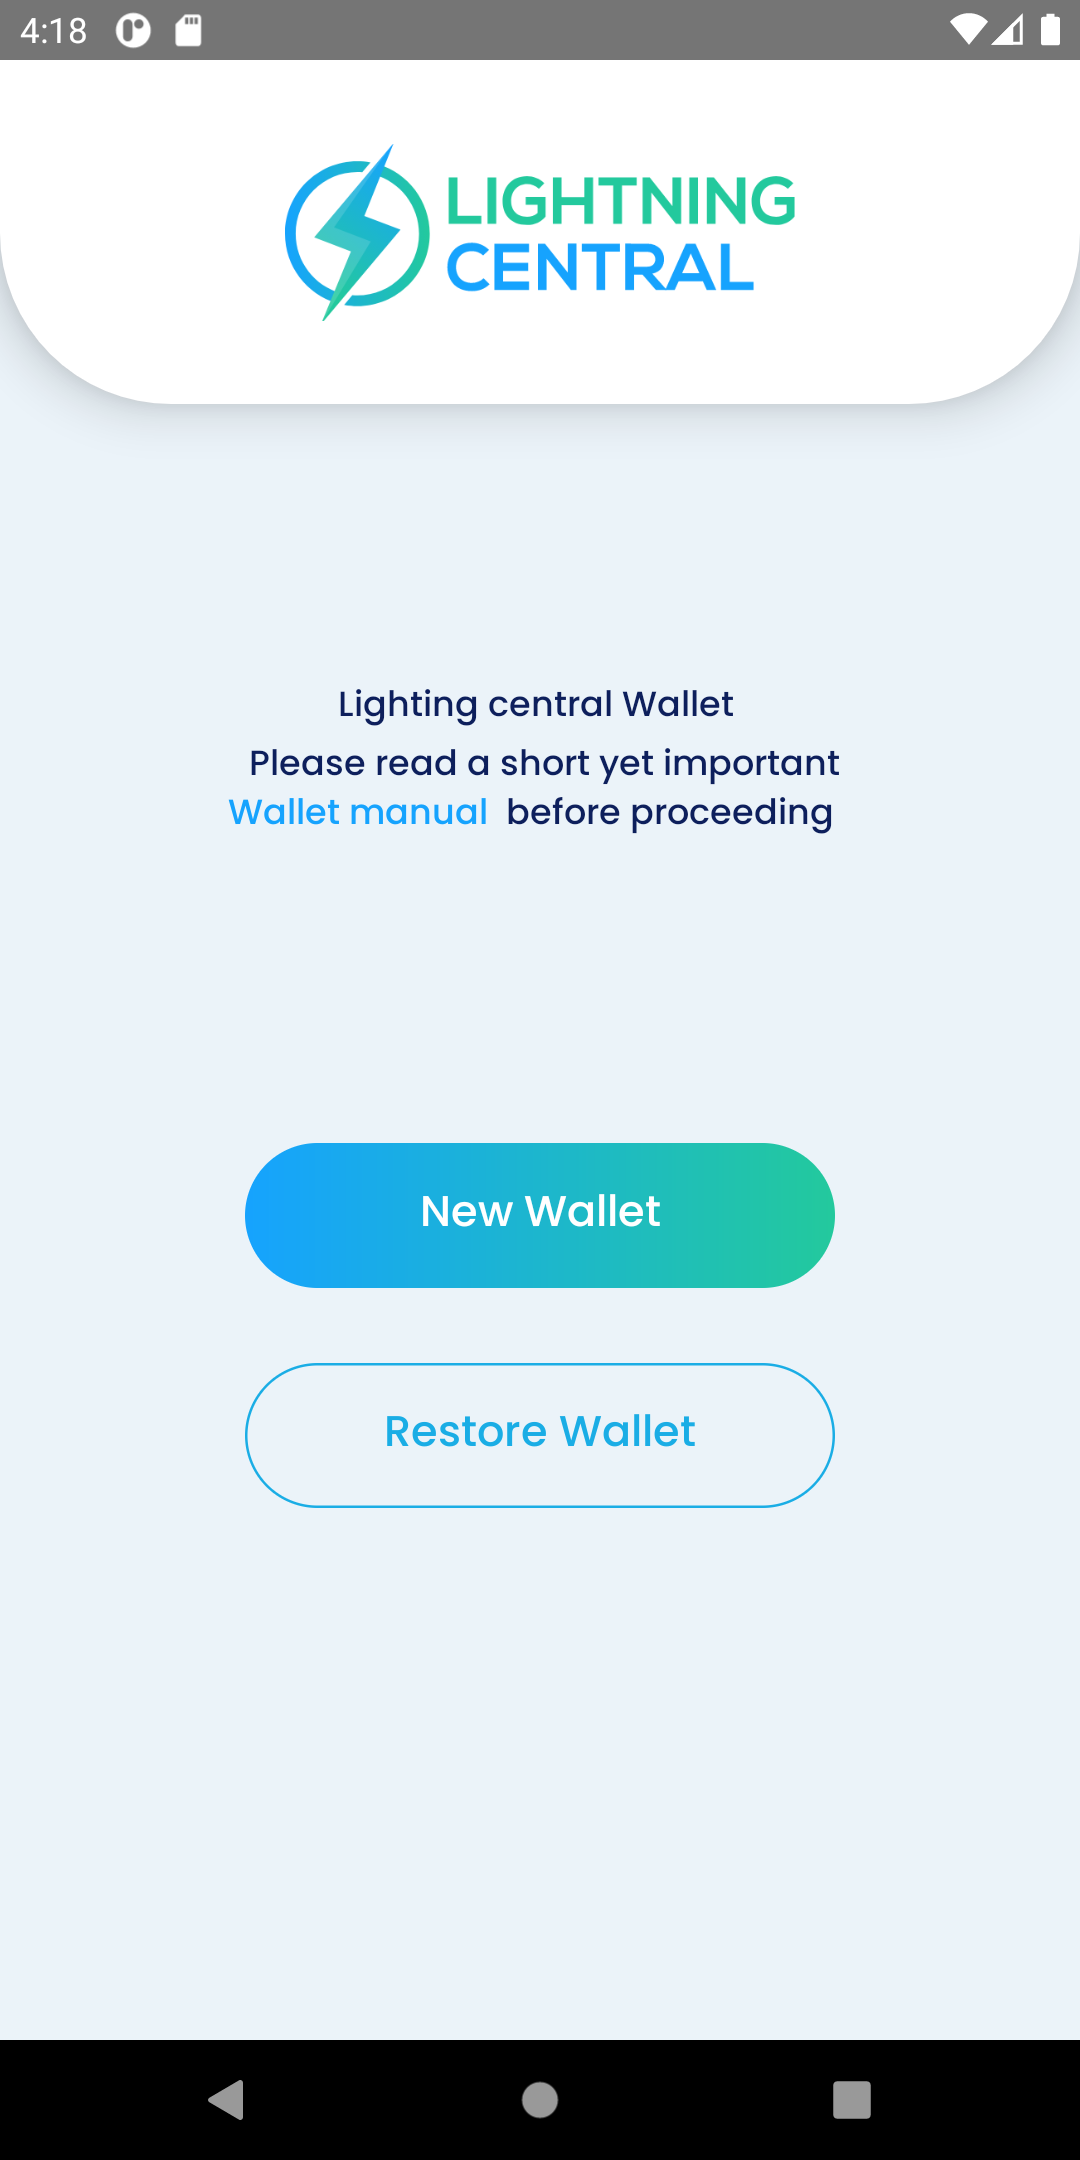 4:18
LIGHTNING
CENTRAL
Lighting central Wallet
Please read a short yet important
Wallet manual before proceeding
New Wallet
Restore Wallet